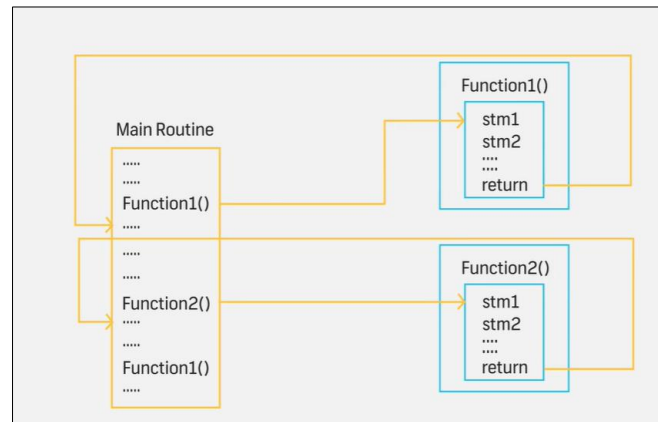 Main Routine
.....
.....
Function1()
.....
.....
.....
Function2()
.....
.....
Function1()
.....
Function1()
stm1
stm2
....
....
return
Function2()
stm1
stm2
....
....
return